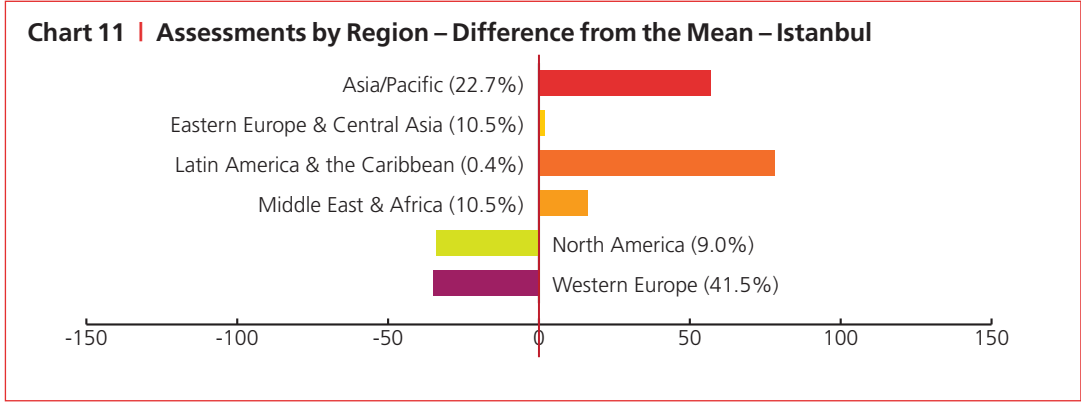 Chart 11 | Assessments by Region – Difference from the Mean – Istanbul
Asia/Pacific (22.7%)
Eastern Europe & Central Asia (10.5%)
Latin America & the Caribbean (0.4%)
Middle East & Africa (10.5%)
North America (9.0%)
Western Europe (41.5%)
-150 -100 -50 0 50 100 150